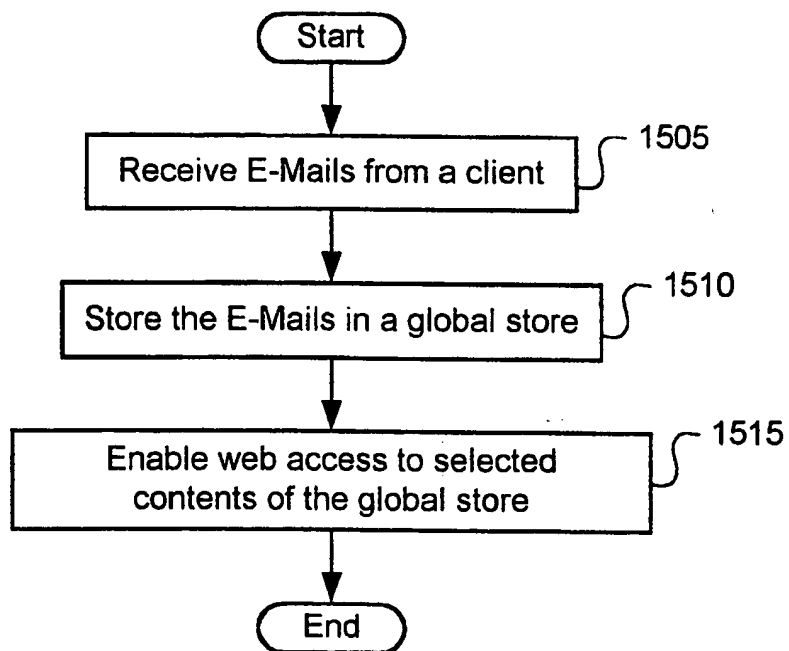 Start
Receive E-Mails from a client
1505
Store the E-Mails in a global store
1510
Enable web access to selected
contents of the global store
1515
End